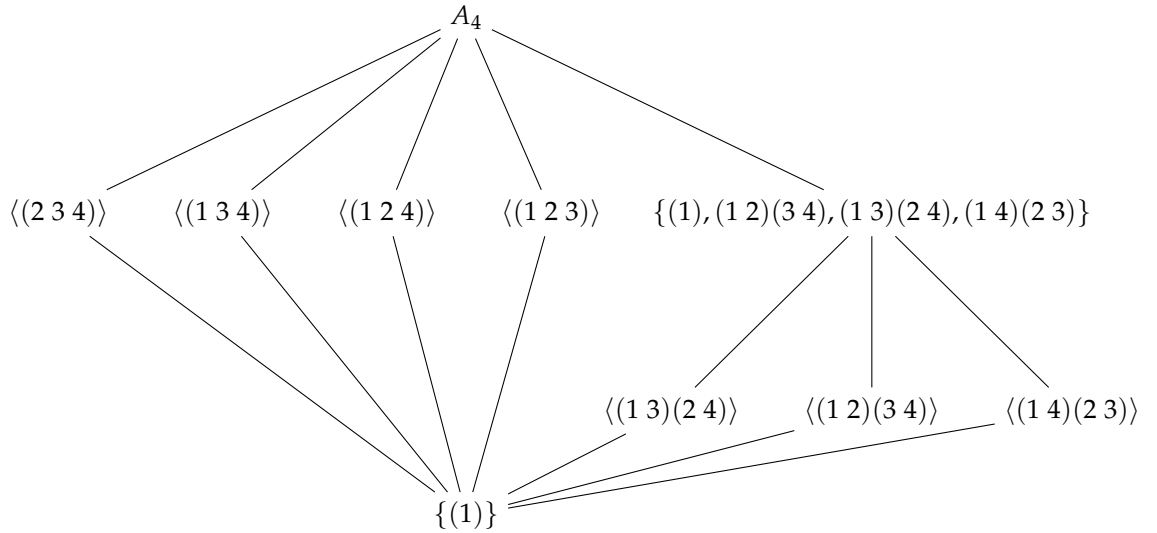 A₄
⟨(2 3 4)⟩ ⟨(1 3 4)⟩ ⟨(1 2 4)⟩ ⟨(1 2 3)⟩ {(1), (1 2)(3 4), (1 3)(2 4), (1 4)(2 3)}
⟨(1 3)(2 4)⟩ ⟨(1 2)(3 4)⟩ ⟨(1 4)(2 3)⟩
{(1)}